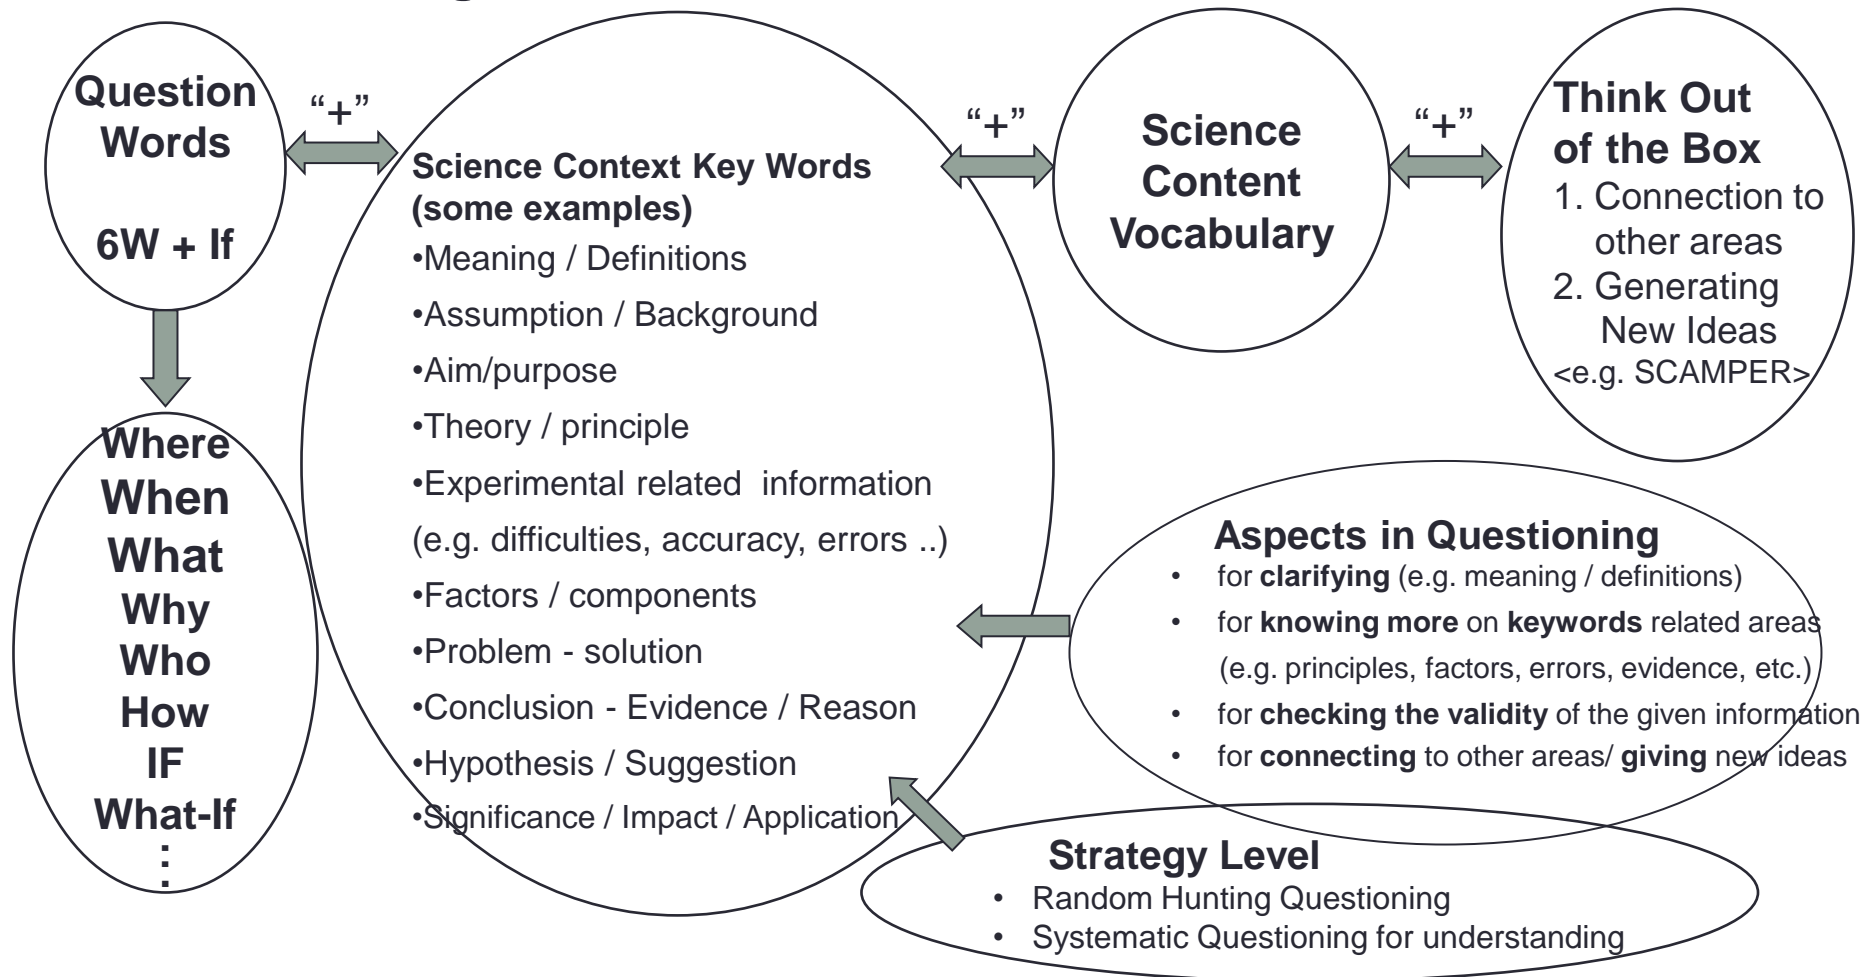 Question
Words
6W + If
“+”
Where
When
What
Why
Who
How
IF
What-If
⋮
Science Context Key Words
(some examples)
•Meaning / Definitions
•Assumption / Background
•Aim/purpose
•Theory / principle
•Experimental related information
(e.g. difficulties, accuracy, errors ..)
•Factors / components
•Problem - solution
•Conclusion - Evidence / Reason
•Hypothesis / Suggestion
•Significance / Impact / Application
“+”
Science
Content
Vocabulary
“+”
Think Out
of the Box
1. Connection to
other areas
2. Generating
New Ideas
<e.g. SCAMPER>
Aspects in Questioning
• for clarifying (e.g. meaning / definitions)
• for knowing more on keywords related areas
(e.g. principles, factors, errors, evidence, etc.)
• for checking the validity of the given information
• for connecting to other areas/ giving new ideas
Strategy Level
• Random Hunting Questioning
• Systematic Questioning for understanding